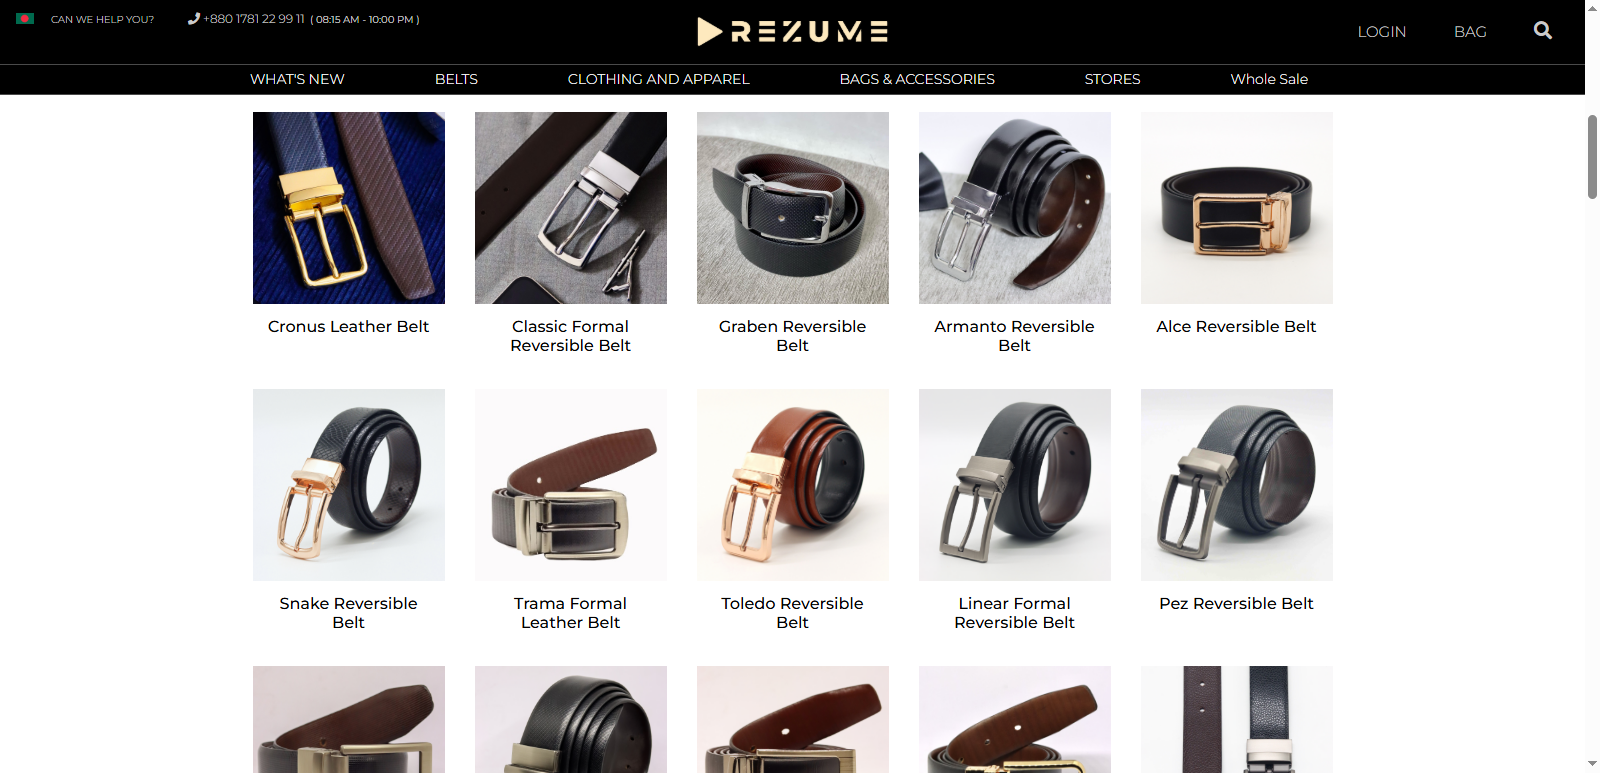 CAN WE HELP YOU?
+880 1781 22 99 11 ( 08:15 AM - 10:00 PM )
REZUME
LOGIN
BAG
WHAT'S NEW
BELTS
CLOTHING AND APPAREL
BAGS & ACCESSORIES
STORES
Whole Sale
Cronus Leather Belt
Classic Formal
Reversible Belt
Graben Reversible
Belt
Armanto Reversible
Belt
Alce Reversible Belt
Snake Reversible
Belt
Trama Formal
Leather Belt
Toledo Reversible
Belt
Linear Formal
Reversible Belt
Pez Reversible Belt